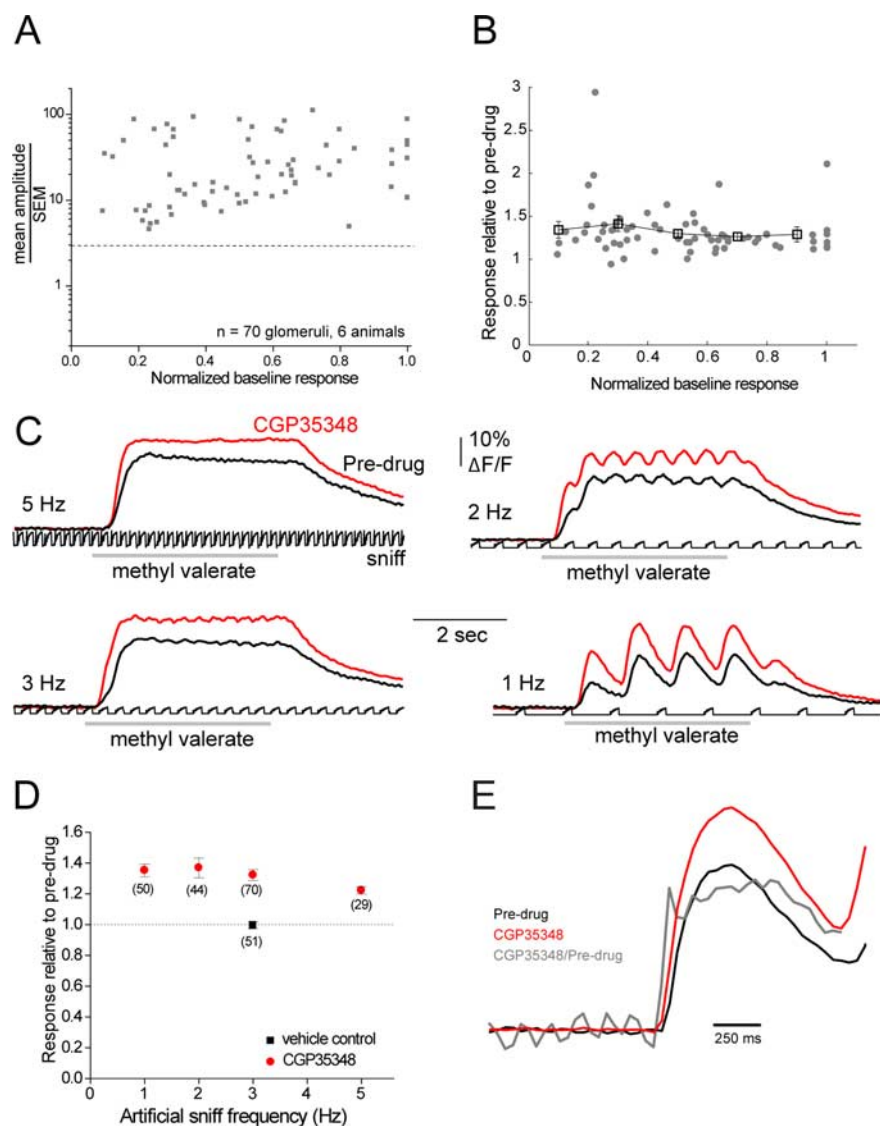 A
mean amplitude
SEM
100
10
1
n = 70 glomeruli, 6 animals
0.0 0.2 0.4 0.6 0.8 1.0
Normalized baseline response
B
Response relative to pre-drug
3
2.5
2
1.5
1
0.5
0
0.2 0.4 0.6 0.8 1
Normalized baseline response
C
CGP35348
Pre-drug
5 Hz
sniff
methyl valerate
10%
ΔF/F
2 Hz
methyl valerate
3 Hz
methyl valerate
2 sec
1 Hz
methyl valerate
D
Response relative to pre-drug
1.6
1.4
1.2
1.0
0.8
0.6
0.4
0.2
0.0
(50) (44) (70) (29)
(51)
vehicle control
CGP35348
0 1 2 3 4 5
Artificial sniff frequency (Hz)
E
Pre-drug
CGP35348
CGP35348/Pre-drug
250 ms